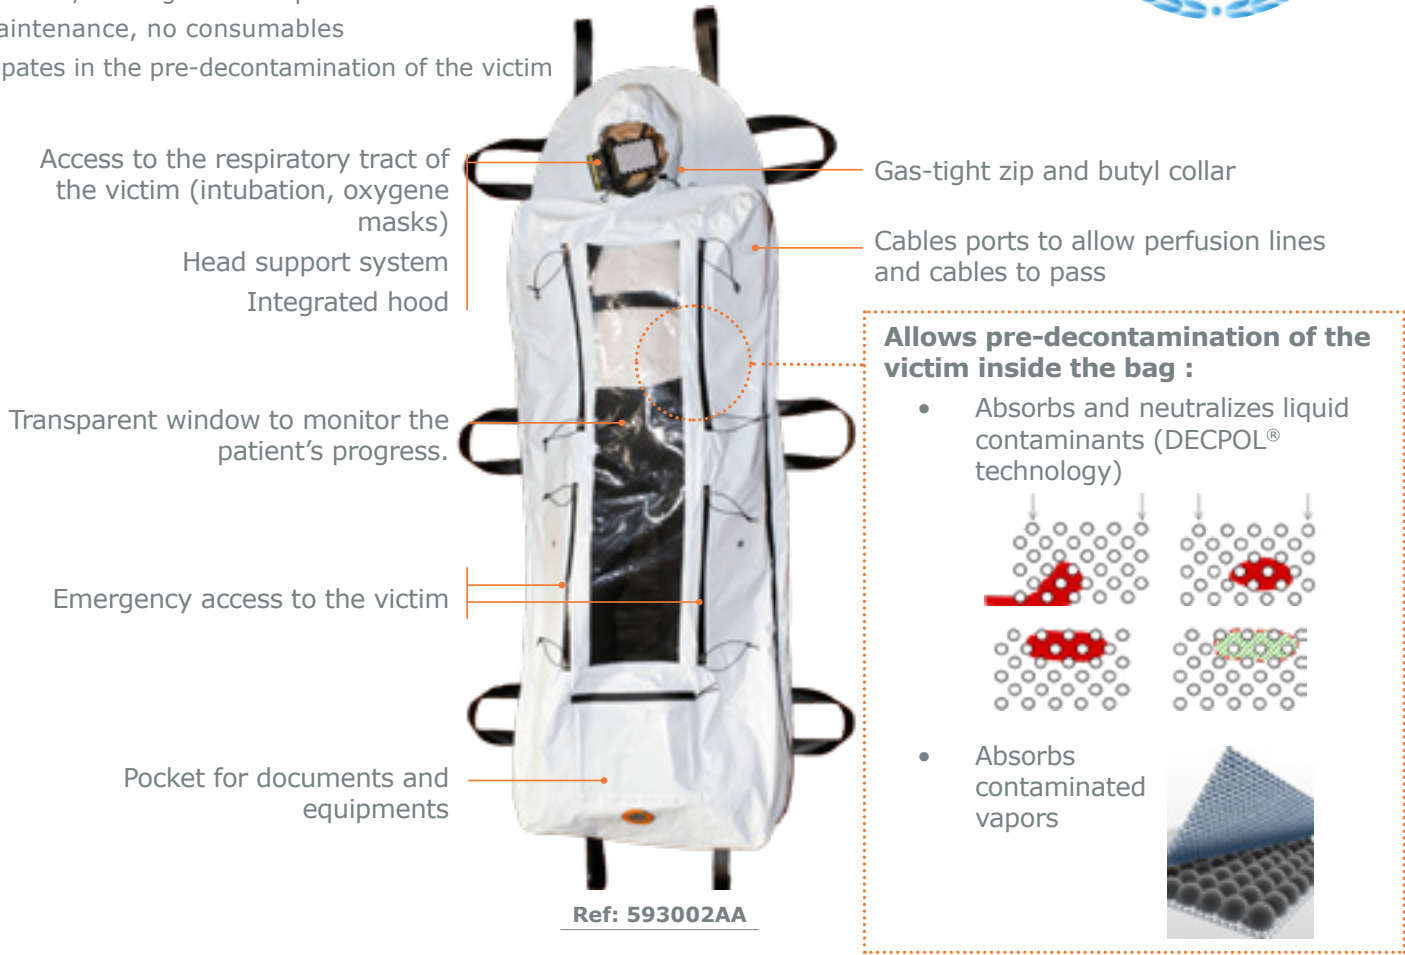 no consumables
in the pre-decontamination of the victim
Access to the respiratory tract of
the victim (intubation, oxygene
masks)
Head support system
Integrated hood
Transparent window to monitor the
patient’s progress.
Emergency access to the victim
Pocket for documents and
equipments
Gas-tight zip and butyl collar
Cables ports to allow perfusion lines
and cables to pass
Allows pre-decontamination of the
victim inside the bag :
• Absorbs and neutralizes liquid
contaminants (DECPOL®
technology)
• Absorbs
contaminated
vapors
Ref: 593002AA